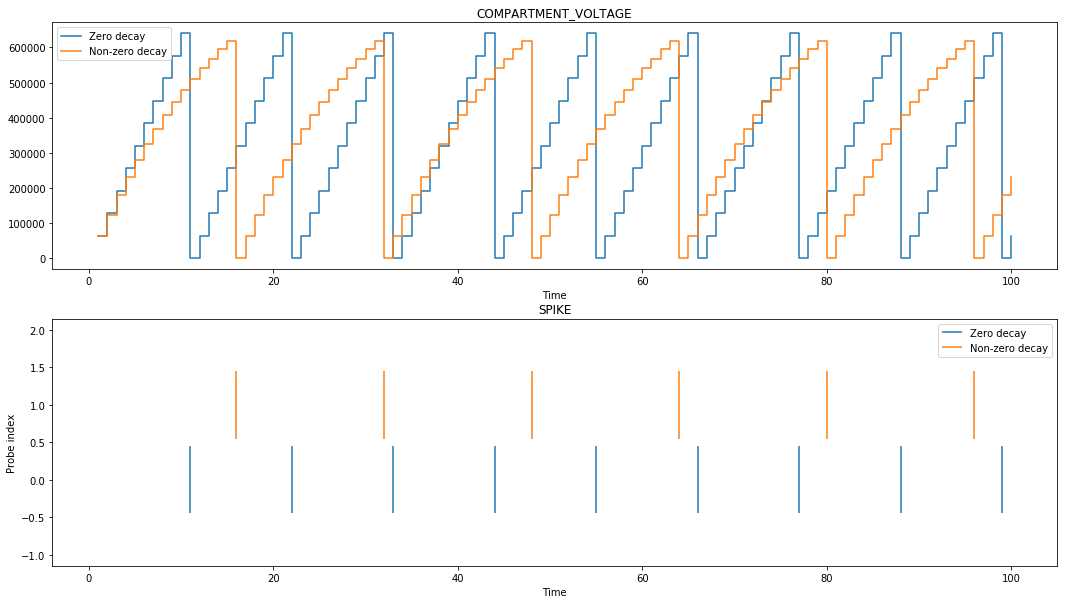 COMPARTMENT_VOLTAGE
Zero decay
Non-zero decay
600000
500000
400000
300000
200000
100000
0
0 20 40 60 80 100
Time
SPIKE
Zero decay
Non-zero decay
Probe index
2.0
1.5
1.0
0.5
0.0
−0.5
−1.0
0 20 40 60 80 100
Time